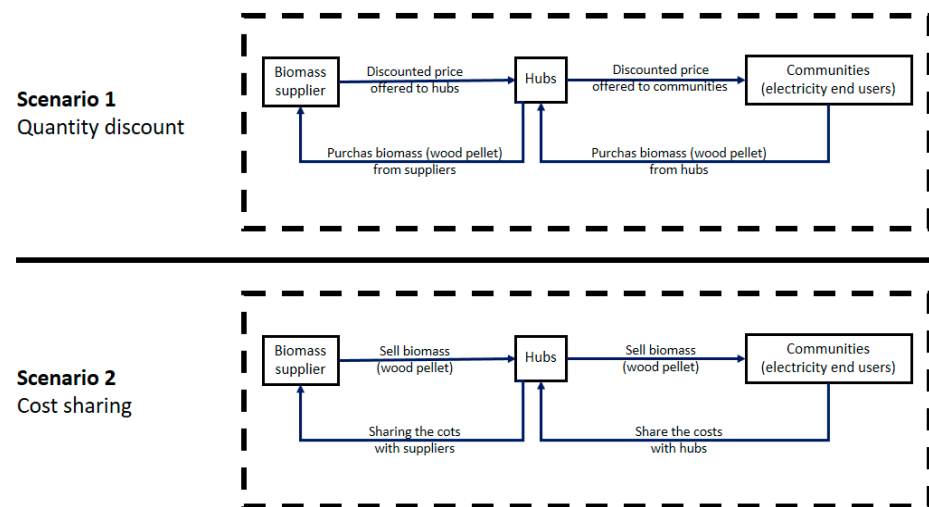 Scenario 1
Quantity discount
Biomass
supplier
Discounted price
offered to hubs
Hubs
Discounted price
offered to communities
Communities
(electricity end users)
Purchas biomass (wood pellet)
from suppliers
Purchas biomass (wood pellet)
from hubs
Scenario 2
Cost sharing
Biomass
supplier
Sell biomass
(wood pellet)
Hubs
Sell biomass
(wood pellet)
Communities
(electricity end users)
Sharing the cots
with suppliers
Share the costs
with hubs